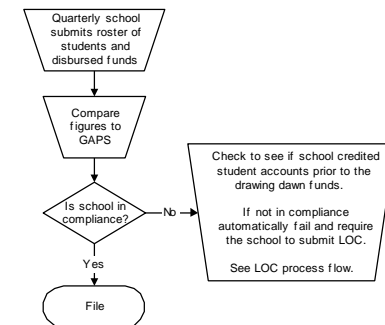 Quarterly school
submits roster of
students and
disbursed funds
Compare
figures to
GAPS
Is school in
compliance?
No
Check to see if school credited
student accounts prior to the
drawing dawn funds.
If not in compliance
automatically fail and require
the school to submit LOC.
See LOC process flow.
Yes
File